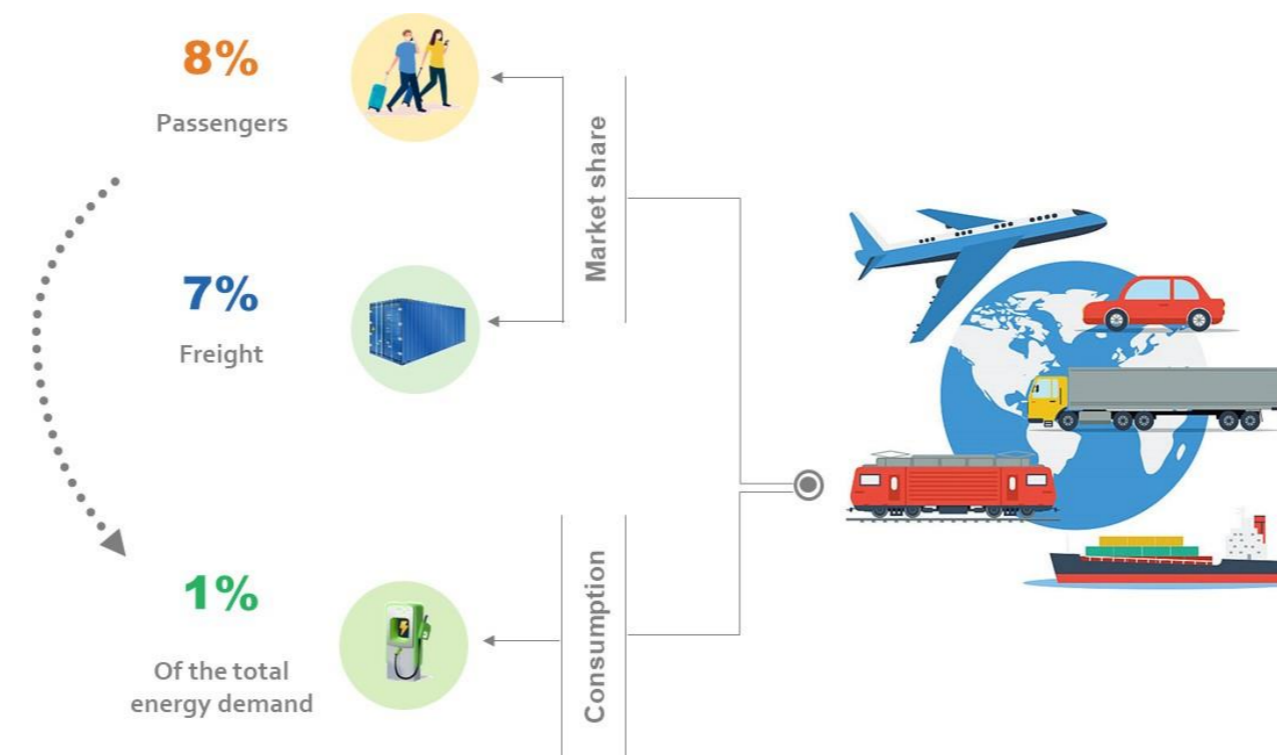 8%
Passengers
Market share
7%
Freight
1%
Of the total
energy demand
Consumption